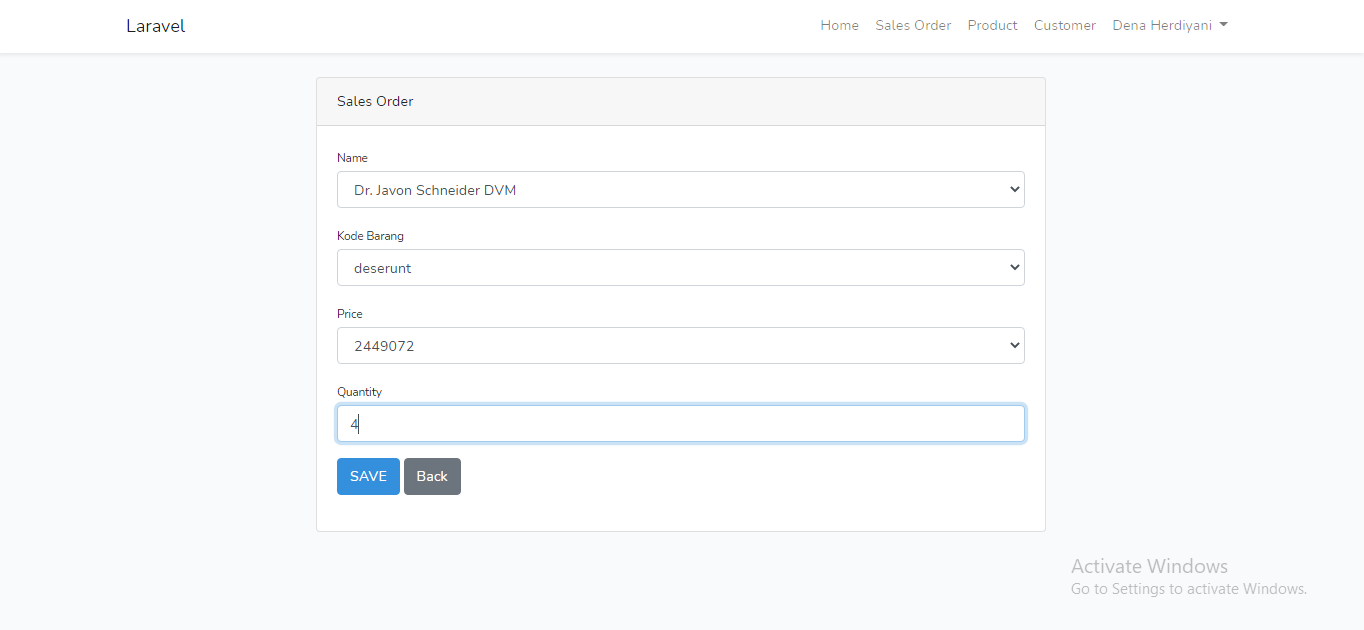 Laravel
Home Sales Order Product Customer Dena Herdiyani
Sales Order
Name
Dr. Javon Schneider DVM
Kode Barang
deserunt
Price
2449072
Quantity
4
SAVE Back
Activate Windows
Go to Settings to activate Windows.